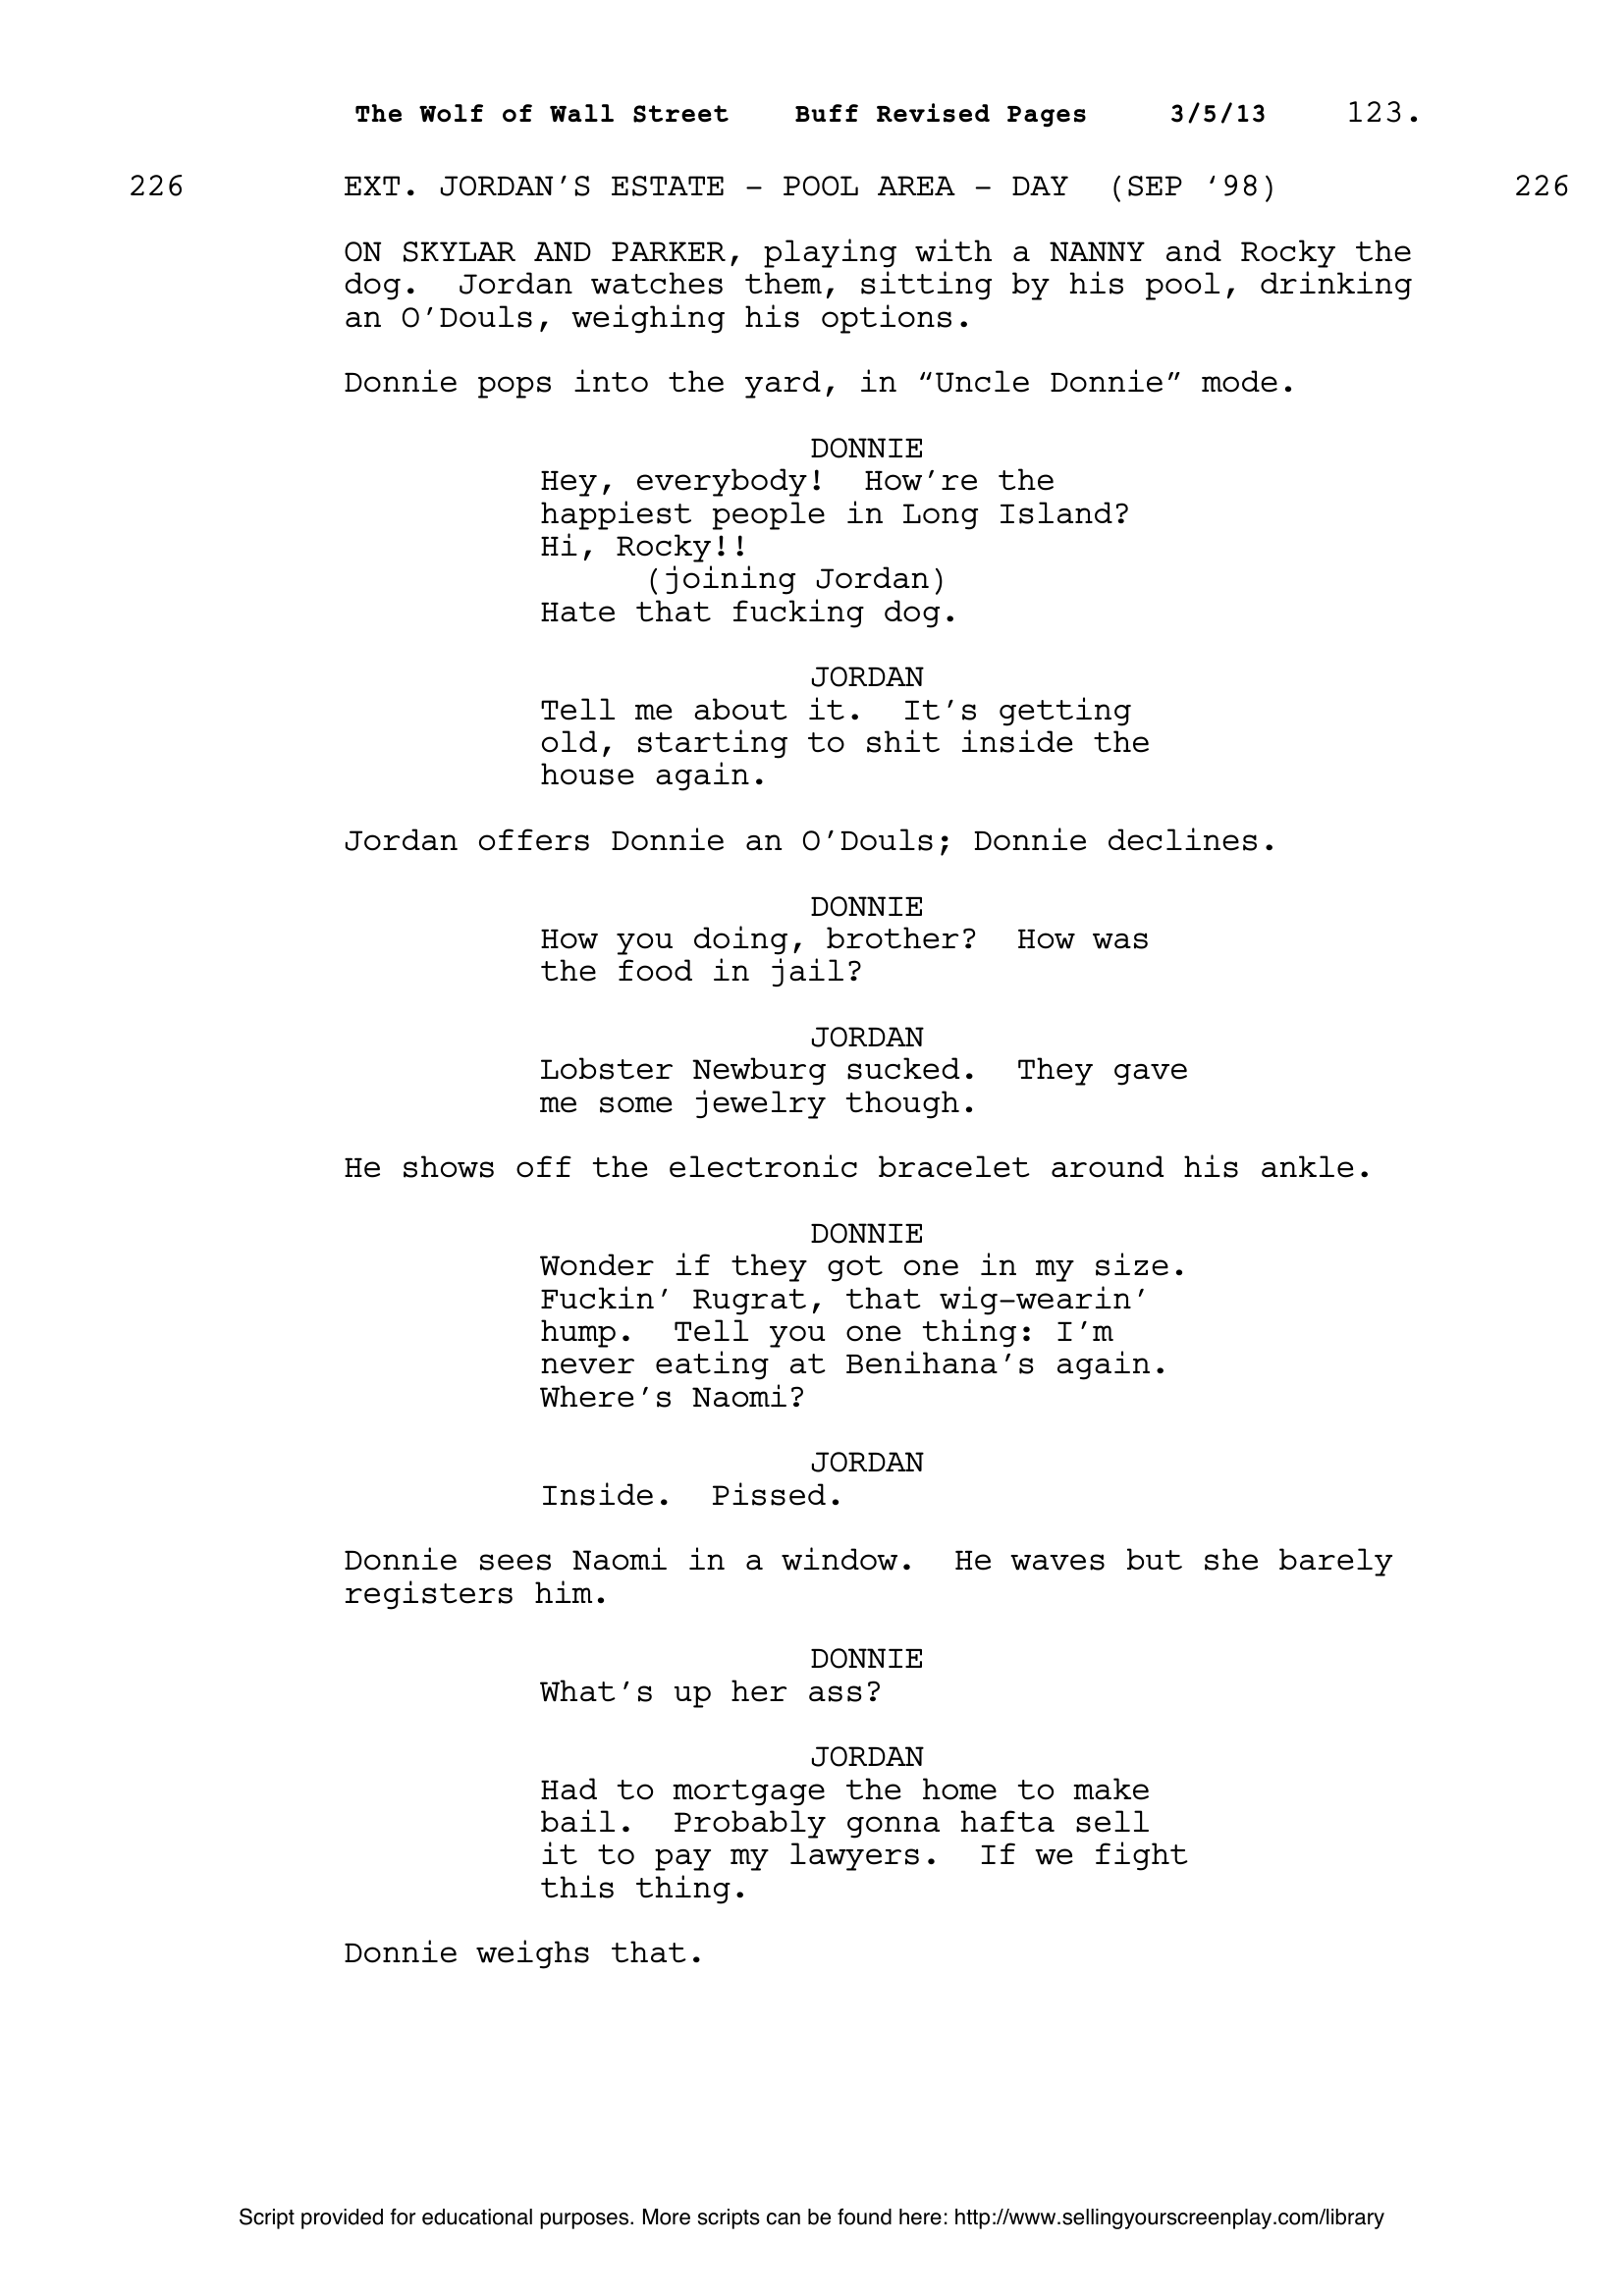 The Wolf of Wall Street    Buff Revised Pages     3/5/13     123.
226 EXT. JORDAN'S ESTATE - POOL AREA - DAY  (SEP ‘98) 226
ON SKYLAR AND PARKER, playing with a NANNY and Rocky the
dog.  Jordan watches them, sitting by his pool, drinking
an O'Douls, weighing his options.
Donnie pops into the yard, in “Uncle Donnie” mode.
DONNIE
Hey, everybody!  How're the
happiest people in Long Island?
Hi, Rocky!!
(joining Jordan)
Hate that fucking dog.
JORDAN
Tell me about it.  It's getting
old, starting to shit inside the
house again.
Jordan offers Donnie an O'Douls; Donnie declines.
DONNIE
How you doing, brother?  How was
the food in jail?
JORDAN
Lobster Newburg sucked.  They gave
me some jewelry though.
He shows off the electronic bracelet around his ankle.
DONNIE
Wonder if they got one in my size.
Fuckin' Rugrat, that wig-wearin'
hump.  Tell you one thing: I'm
never eating at Benihana's again.
Where's Naomi?
JORDAN
Inside.  Pissed.
Donnie sees Naomi in a window.  He waves but she barely
registers him.
DONNIE
What's up her ass?
JORDAN
Had to mortgage the home to make
bail.  Probably gonna hafta sell
it to pay my lawyers.  If we fight
this thing.
Donnie weighs that.
Script provided for educational purposes. More scripts can be found here: http://www.sellingyourscreenplay.com/library